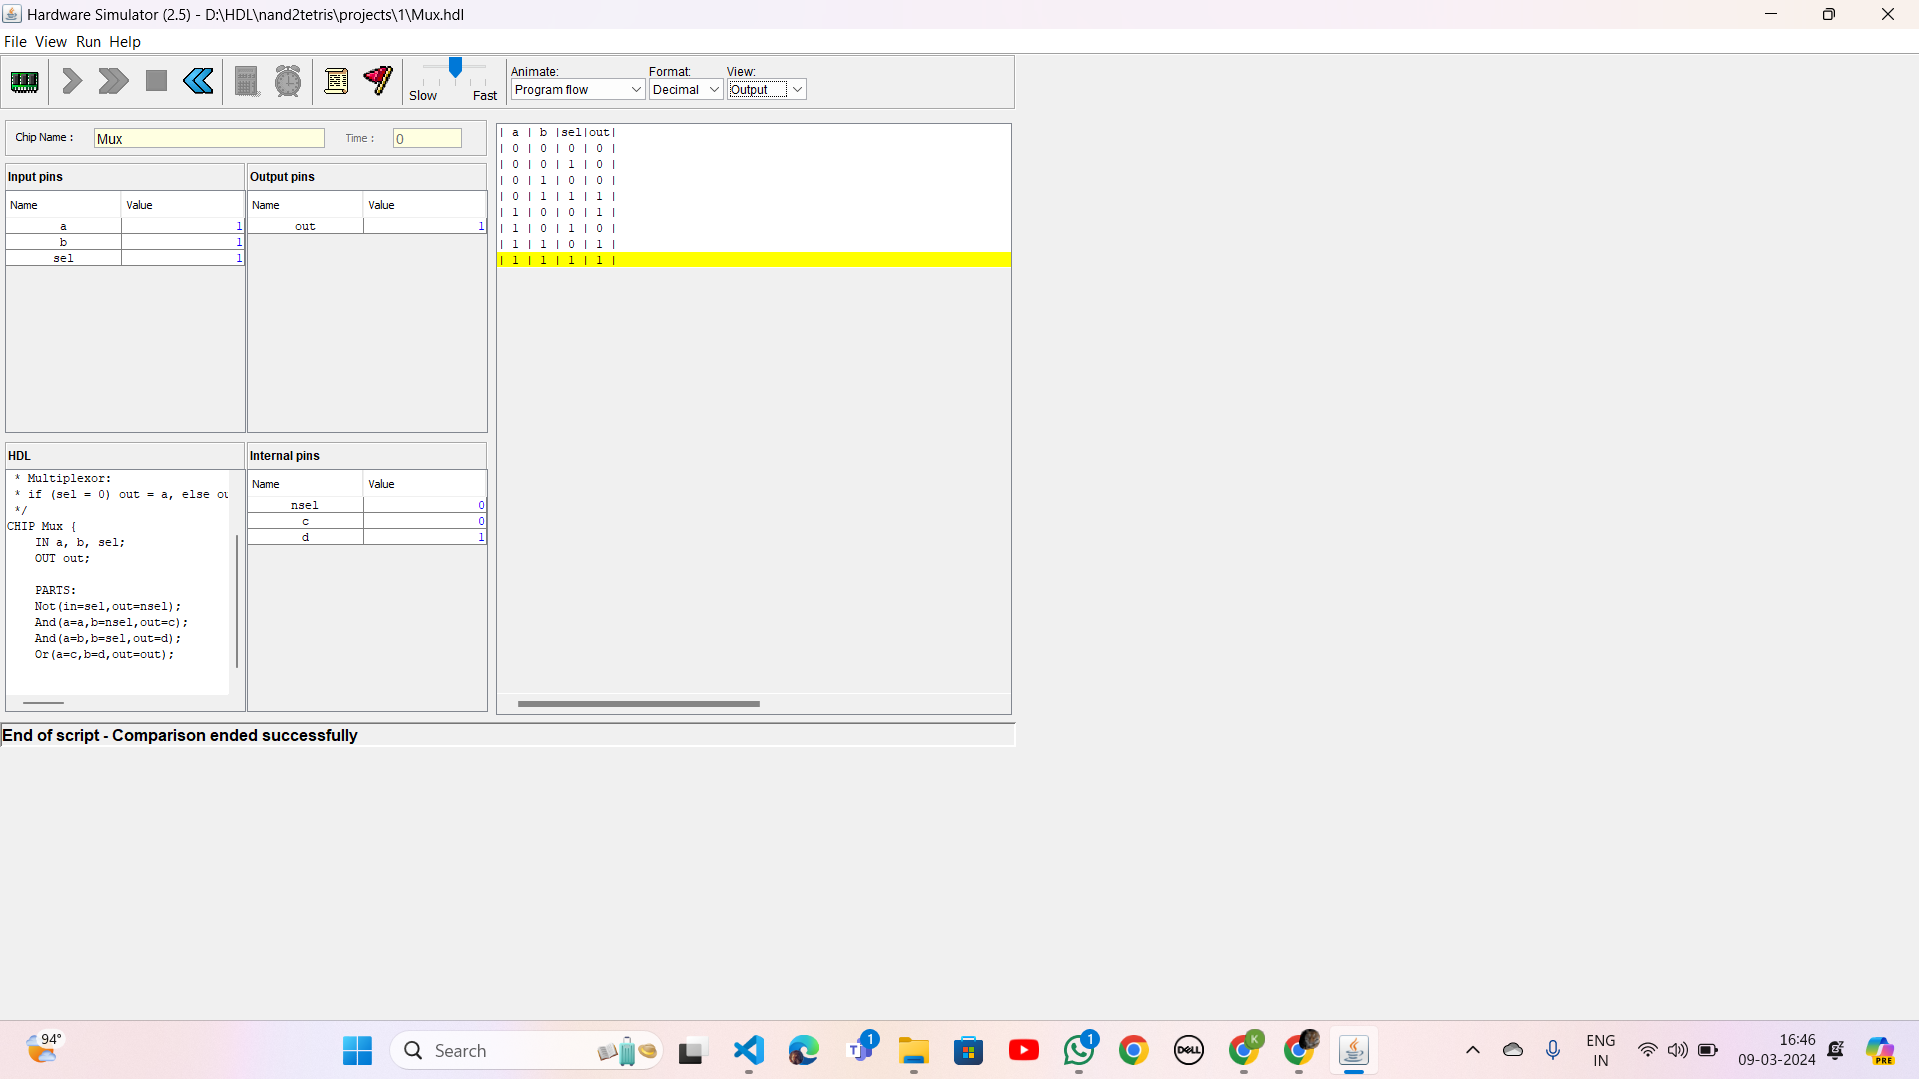 Hardware Simulator (2.5) - D:\HDL\nand2tetris\projects\1\Mux.hdl
File View Run Help
Slow Fast
Animate: Format: View:
Program flow Decimal Output
Chip Name : Mux Time : 0
Input pins
Name Value
a 1
b 1
sel 1
Output pins
Name Value
out 1
| a | b |sel|out|
| 0 | 0 | 0 | 0 |
| 0 | 0 | 1 | 0 |
| 0 | 1 | 0 | 0 |
| 0 | 1 | 1 | 1 |
| 1 | 0 | 0 | 1 |
| 1 | 0 | 1 | 0 |
| 1 | 1 | 0 | 1 |
| 1 | 1 | 1 | 1 |
HDL
* Multiplexor:
* if (sel = 0) out = a, else ou
*/
CHIP Mux {
IN a, b, sel;
OUT out;
PARTS:
Not(in=sel,out=nsel);
And(a=a,b=nsel,out=c);
And(a=b,b=sel,out=d);
Or(a=c,b=d,out=out);
Internal pins
Name Value
nsel 0
c 0
d 1
End of script - Comparison ended successfully
94°
Search
1
T
1
DELL
K
ENG
IN
16:46
09-03-2024
PRE